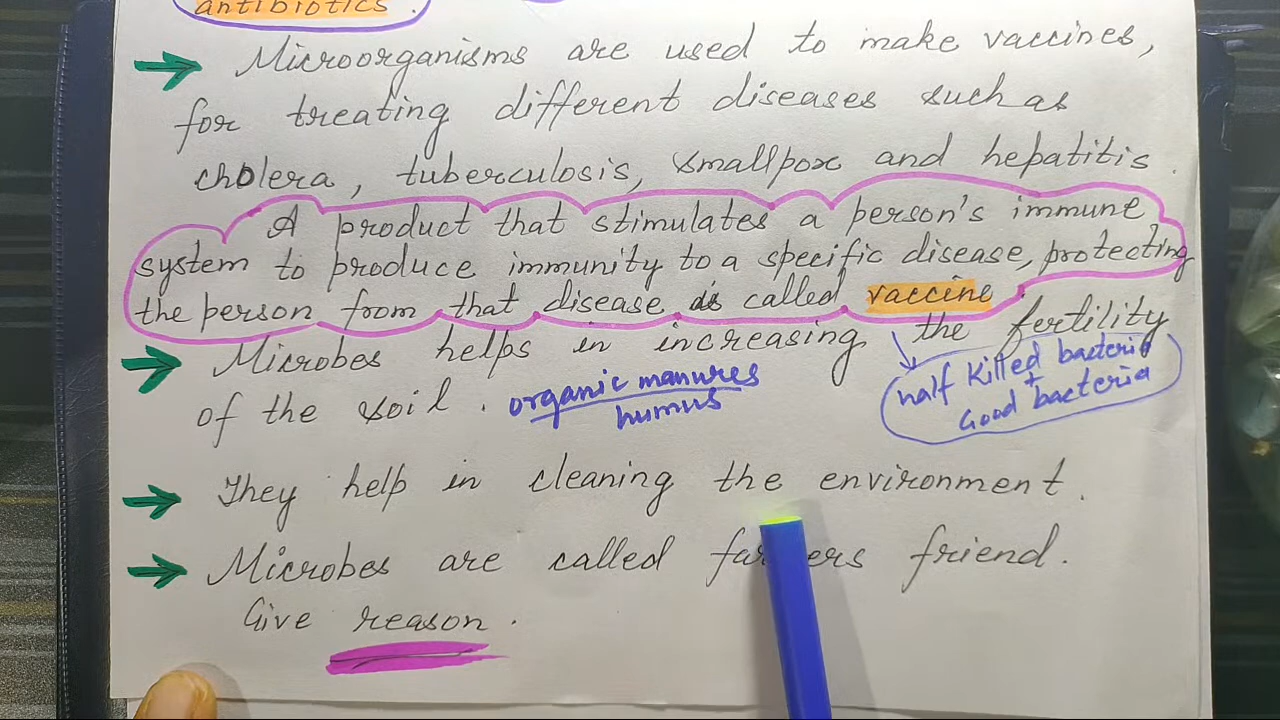 antibiotics.
Microorganisms are used to make vaccines,
for treating different diseases such as
cholera, tuberculosis, smallpox and hepatitis.
A product that stimulates a person's immune
system to produce immunity to a specific disease, protecting
the person from that disease is called vaccine.
Microbes helps in increasing the fertility
of the soil. organic manures
humus
half killed bacteria
+
Good bacteria
They help in cleaning the environment.
Microbes are called farmers friend.
Give reason.